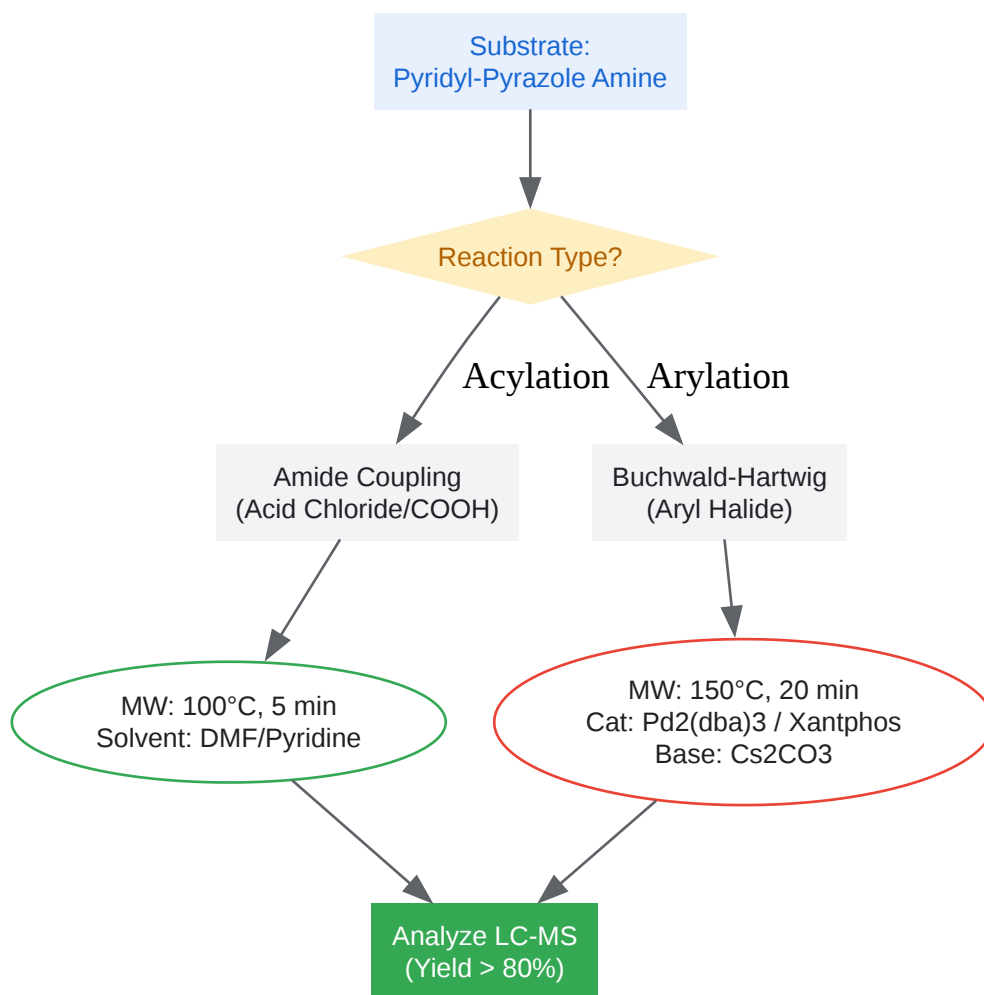 Substrate:
Pyridyl-Pyrazole Amine
Reaction Type?
Acylation
Arylation
Amide Coupling
(Acid Chloride/COOH)
Buchwald-Hartwig
(Aryl Halide)
MW: 100°C, 5 min
Solvent: DMF/Pyridine
MW: 150°C, 20 min
Cat: Pd2(dba)3 / Xantphos
Base: Cs2CO3
Analyze LC-MS
(Yield > 80%)